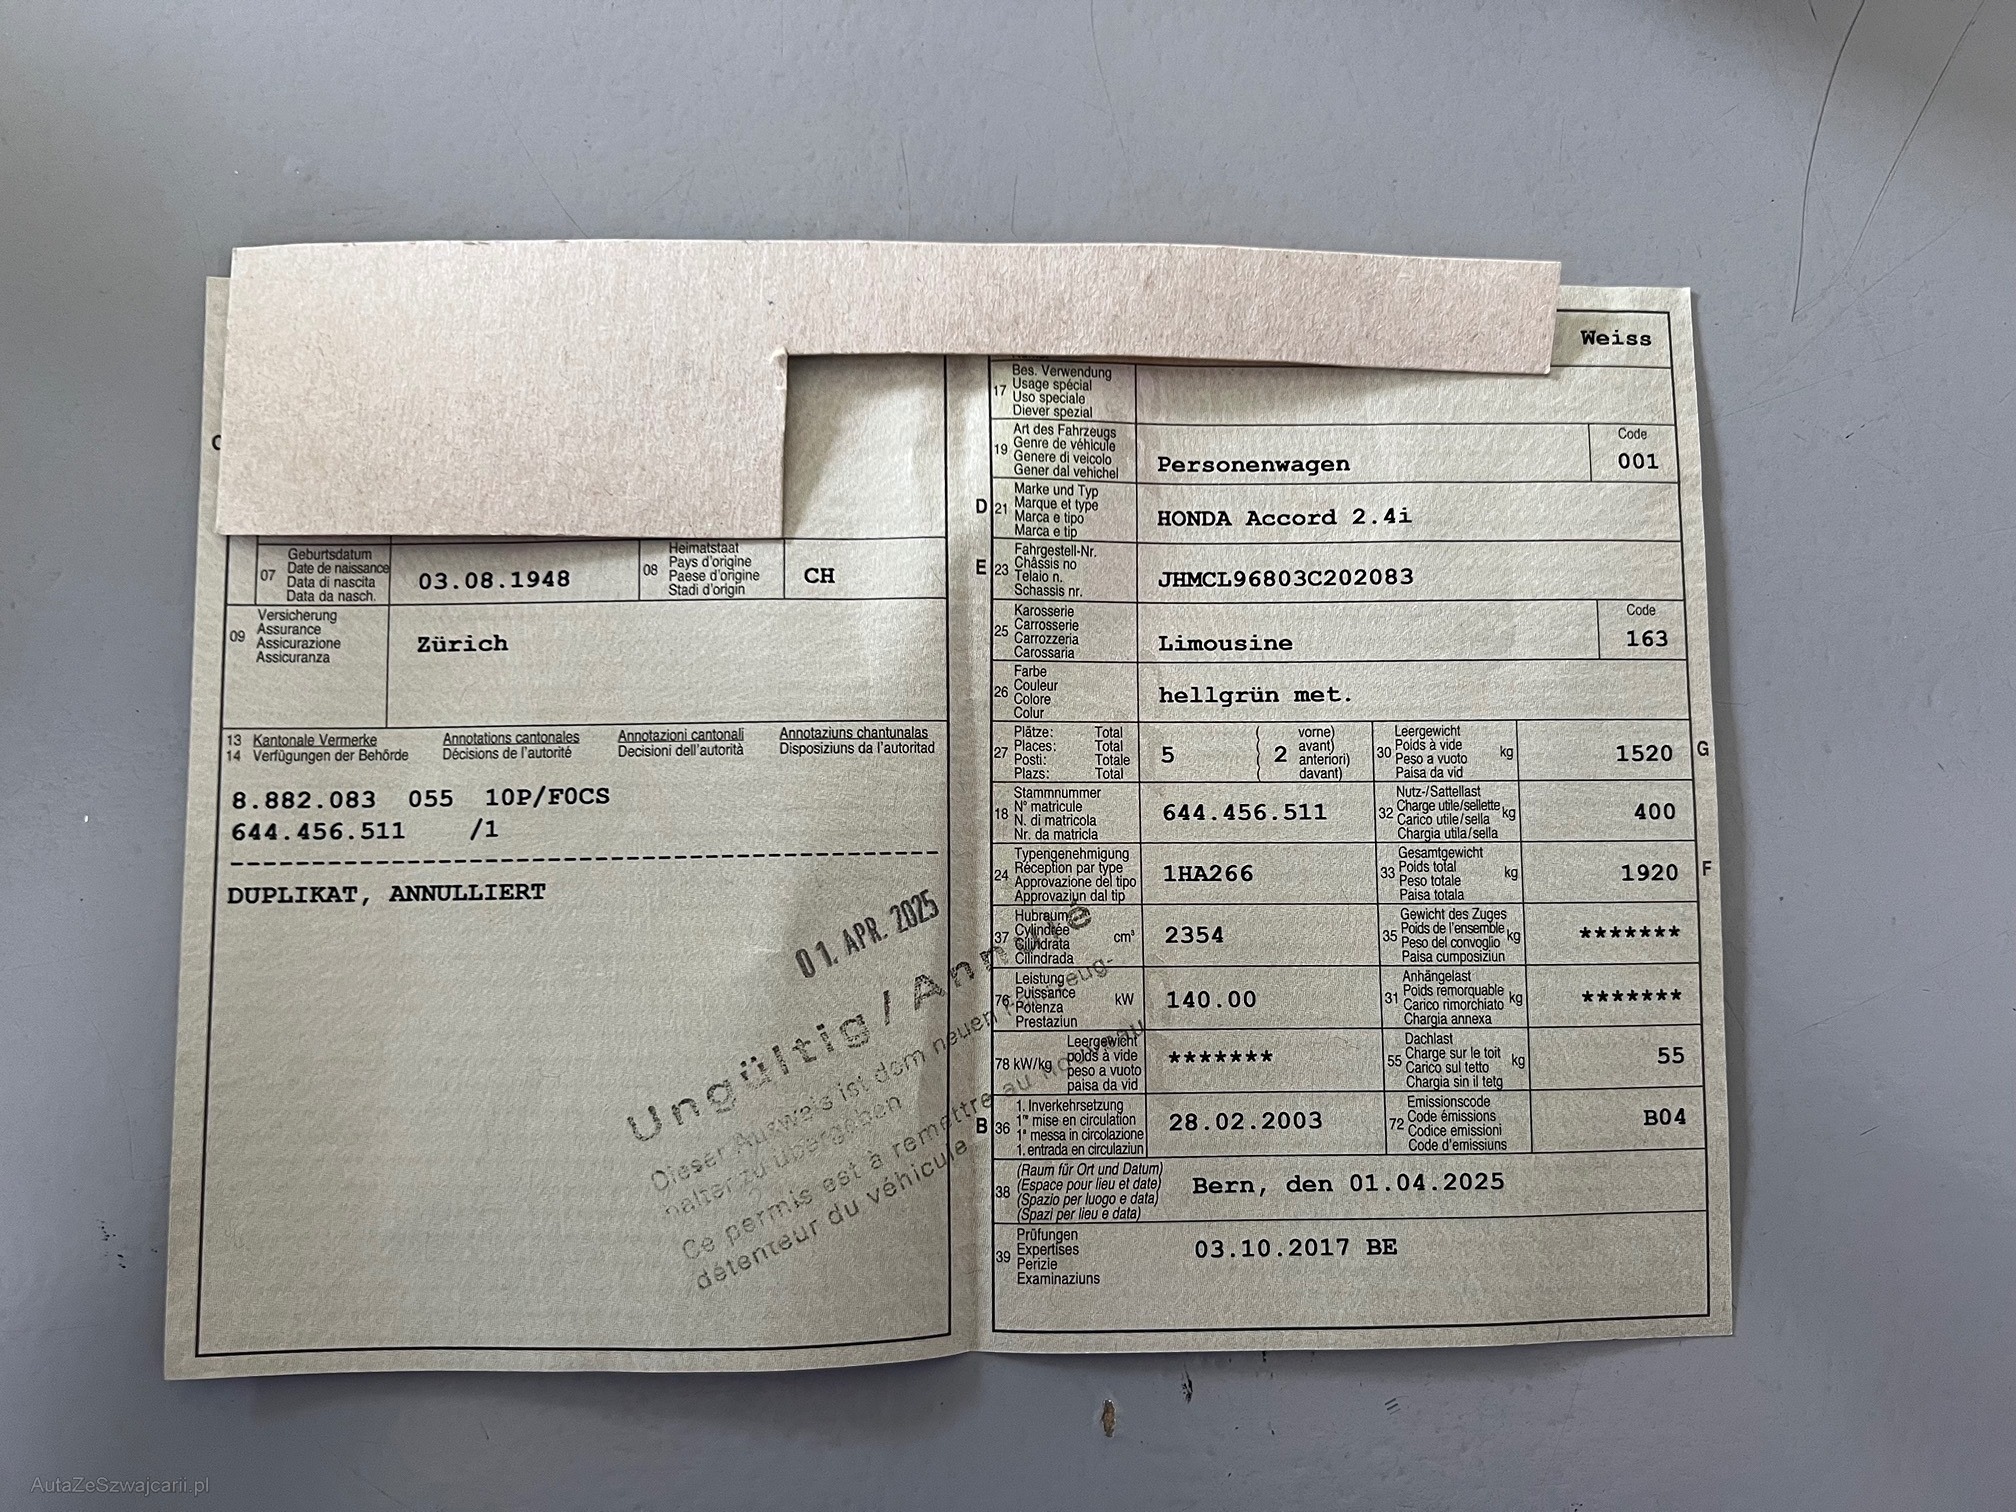 C
07 Geburtsdatum
Date de naissance
Data di nascita
Data da nasch.
03.08.1948
08 Heimatstaat
Pays d'origine
Paese d'origine
Stadi d'origin
CH
09 Versicherung
Assurance
Assicurazione
Assicuranza
Zürich
13 Kantonale Vermerke Annotations cantonales Annotazioni cantonali Annotaziuns chantunalas
14 Verfügungen der Behörde Décisions de l'autorité Decisioni dell'autorità Disposiziuns da l'autoritad
8.882.083 055 10P/F0CS
644.456.511 /1
DUPLIKAT, ANNULLIERT
01. APR. 2025
Ungültig / Annulé
Dieser Ausweis ist dem neuen Fahrzeug-
halter zu übergeben
Ce permis est à remettre au nouveau
détenteur du véhicule
Weiss
17 Bes. Verwendung
Usage spécial
Uso speciale
Diever spezial
19 Art des Fahrzeugs
Genre de véhicule
Genere di veicolo
Gener dal vehichel
Personenwagen
Code
001
D 21 Marke und Typ
Marque et type
Marca e tipo
Marca e tip
HONDA Accord 2.4i
E 23 Fahrgestell-Nr.
Châssis no
Telaio n.
Schassis nr.
JHMCL96803C202083
25 Karosserie
Carrosserie
Carrozzeria
Carossaria
Limousine
Code
163
26 Farbe
Couleur
Colore
Colur
hellgrün met.
27 Plätze: Total
Places: Total
Posti: Totale
Plazs: Total
5
( vorne)
( 2 avant)
( anteriori)
( davant)
30 Leergewicht
Poids à vide kg
Peso a vuoto
Paisa da vid
1520 G
18 Stammnummer
N° matricule
N. di matricola
Nr. da matricla
644.456.511
32 Nutz-/Sattellast
Charge utile/sellette kg
Carico utile/sella
Chargia utila/sella
400
24 Typengenehmigung
Réception par type
Approvazione del tipo
Approvaziun dal tip
1HA266
33 Gesamtgewicht
Poids total kg
Peso totale
Paisa totala
1920 F
37 Hubraum
Cylindrée cm³
Cilindrata
Cilindrada
2354
35 Gewicht des Zuges
Poids de l'ensemble kg
Peso del convoglio
Paisa cumposiziun
*******
76 Leistung
Puissance kW
Potenza
Prestaziun
140.00
31 Anhängelast
Poids remorquable kg
Carico rimorchiato
Chargia annexa
*******
78 kW/kg Leergewicht
poids à vide
peso a vuoto
paisa da vid
*******
55 Dachlast
Charge sur le toit kg
Carico sul tetto
Chargia sin il tetg
55
B 36 1. Inverkehrsetzung
1re mise en circulation
1a messa in circolazione
1. entrada en circulaziun
28.02.2003
72 Emissionscode
Code émissions
Codice emissioni
Code d'emissiuns
B04
38 (Raum für Ort und Datum)
(Espace pour lieu et date)
(Spazio per luogo e data)
(Spazi per lieu e data)
Bern, den 01.04.2025
39 Prüfungen
Expertises
Perizie
Examinaziuns
03.10.2017 BE
AutaZeSzwajcarii.pl